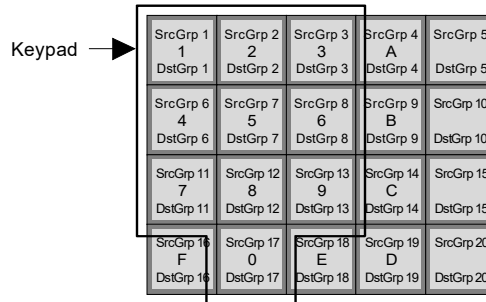 Keypad
SrcGrp 1 SrcGrp 2 SrcGrp 3 SrcGrp 4 SrcGrp 5
1 2 3 A
DstGrp 1 DstGrp 2 DstGrp 3 DstGrp 4 DstGrp 5
SrcGrp 6 SrcGrp 7 SrcGrp 8 SrcGrp 9 SrcGrp 10
4 5 6 B
DstGrp 6 DstGrp 7 DstGrp 8 DstGrp 9 DstGrp 10
SrcGrp 11 SrcGrp 12 SrcGrp 13 SrcGrp 14 SrcGrp 15
7 8 9 C
DstGrp 11 DstGrp 12 DstGrp 13 DstGrp 14 DstGrp 15
SrcGrp 16 SrcGrp 17 SrcGrp 18 SrcGrp 19 SrcGrp 20
F 0 E D
DstGrp 16 DstGrp 17 DstGrp 18 DstGrp 19 DstGrp 20